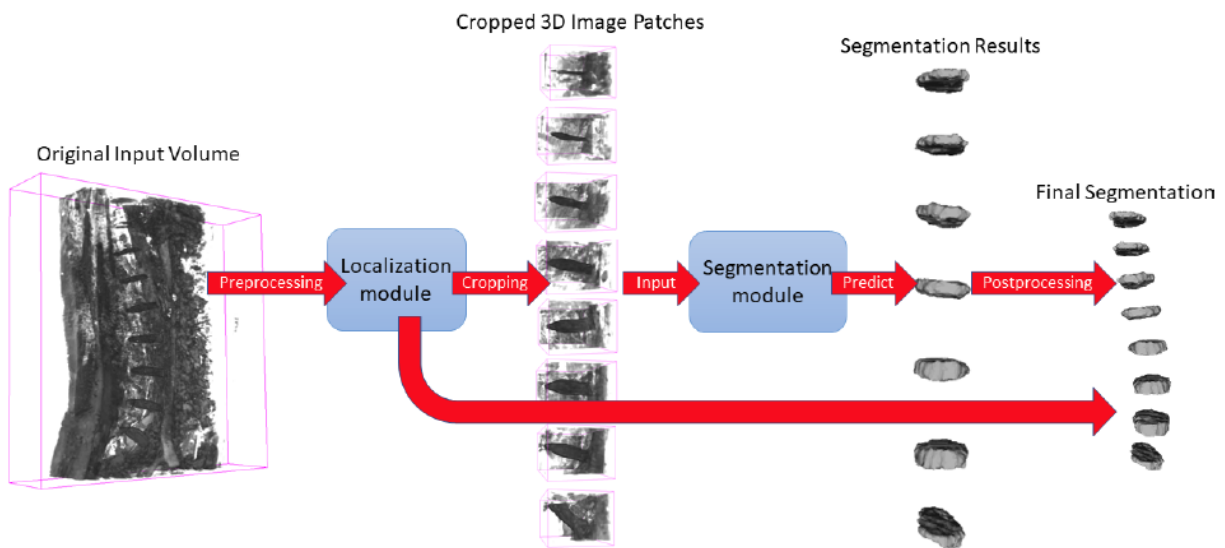 Cropped 3D Image Patches
Segmentation Results
Original Input Volume
Final Segmentation
Preprocessing
Localization
module
Cropping
Input
Segmentation
module
Predict
Postprocessing